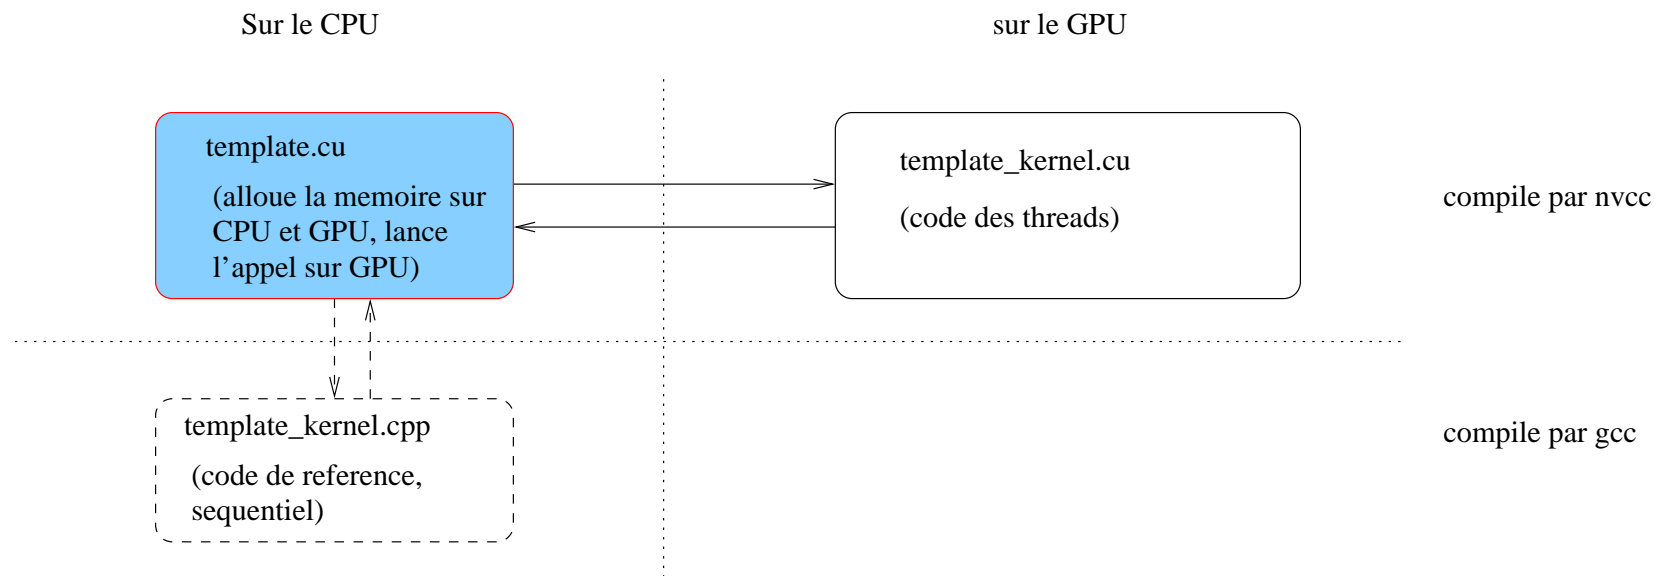 Sur le CPU
sur le GPU
template.cu
(alloue la memoire sur
CPU et GPU, lance
l'appel sur GPU)
template_kernel.cu
(code des threads)
compile par nvcc
template_kernel.cpp
(code de reference,
sequentiel)
compile par gcc